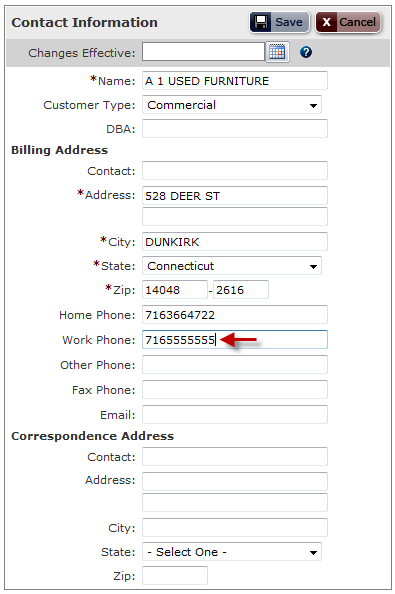 Contact Information Save X Cancel
Changes Effective: ?
*Name: A 1 USED FURNITURE
Customer Type: Commercial
DBA:
Billing Address
Contact:
*Address: 528 DEER ST
*City: DUNKIRK
*State: Connecticut
*Zip: 14048 - 2616
Home Phone: 7163664722
Work Phone: 7165555555
Other Phone:
Fax Phone:
Email:
Correspondence Address
Contact:
Address:
City:
State: - Select One -
Zip: